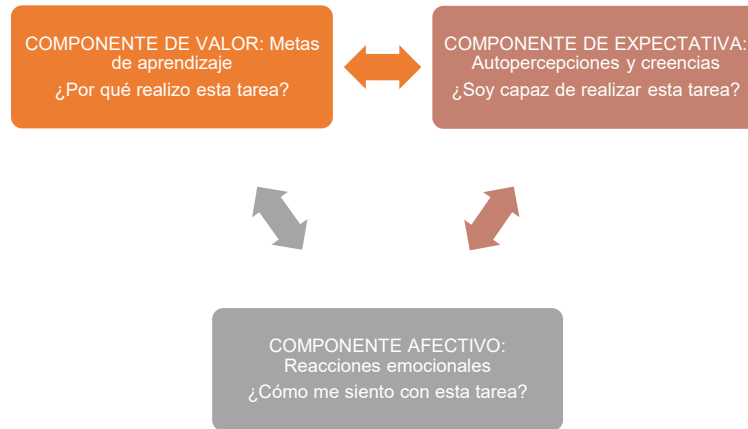 COMPONENTE DE VALOR: Metas
de aprendizaje
¿Por qué realizo esta tarea?
COMPONENTE DE EXPECTATIVA:
Autopercepciones y creencias
¿Soy capaz de realizar esta tarea?
COMPONENTE AFECTIVO:
Reacciones emocionales
¿Cómo me siento con esta tarea?